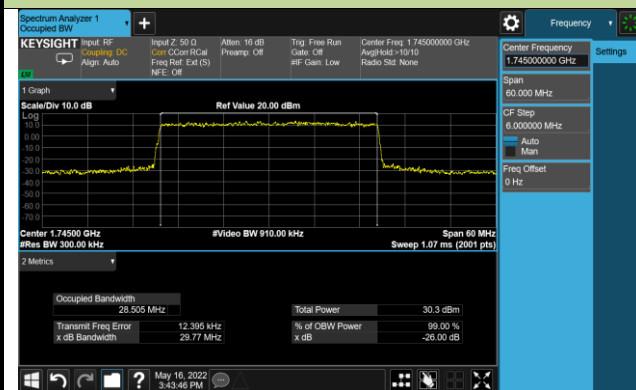 Spectrum Analyzer 1
Occupied BW
+
Frequency
KEYSIGHT
Input: RF
Coupling: DC
Align: Auto
Input Z: 50 Ω
Corr CCorr RCal
Freq Ref: Ext (S)
NFE: Off
Atten: 16 dB
Preamp: Off
Trig: Free Run
Gate: Off
#IF Gain: Low
Center Freq: 1.745000000 GHz
Avg|Hold:>10/10
Radio Std: None
Center Frequency
1.745000000 GHz
Settings
Span
60.000 MHz
CF Step
6.000000 MHz
Auto
Man
Freq Offset
0 Hz
1 Graph
Scale/Div 10.0 dB
Ref Value 20.00 dBm
Log
10.0
0.00
-10.0
-20.0
-30.0
-40.0
-50.0
-60.0
-70.0
Center 1.74500 GHz
#Video BW 910.00 kHz
Span 60 MHz
#Res BW 300.00 kHz
Sweep 1.07 ms (2001 pts)
2 Metrics
Occupied Bandwidth
28.505 MHz
Total Power 30.3 dBm
Transmit Freq Error 12.395 kHz
% of OBW Power 99.00 %
x dB Bandwidth 29.77 MHz
x dB -26.00 dB
?
May 16, 2022
3:43:46 PM